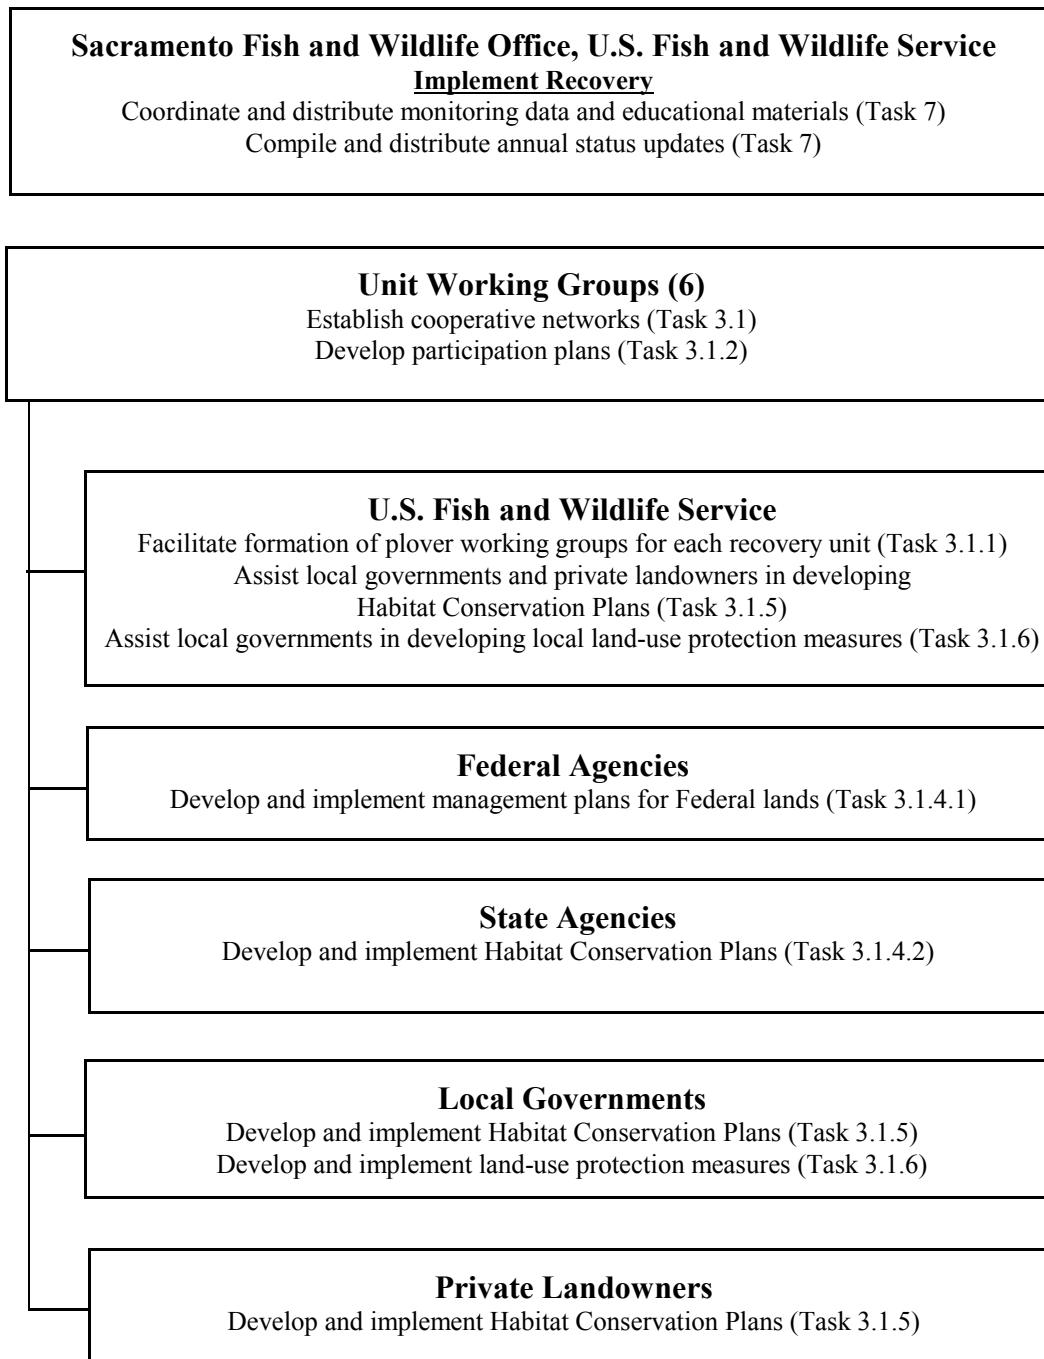 Sacramento Fish and Wildlife Office, U.S. Fish and Wildlife Service
Implement Recovery
Coordinate and distribute monitoring data and educational materials (Task 7)
Compile and distribute annual status updates (Task 7)
Unit Working Groups (6)
Establish cooperative networks (Task 3.1)
Develop participation plans (Task 3.1.2)
U.S. Fish and Wildlife Service
Facilitate formation of plover working groups for each recovery unit (Task 3.1.1)
Assist local governments and private landowners in developing
Habitat Conservation Plans (Task 3.1.5)
Assist local governments in developing local land-use protection measures (Task 3.1.6)
Federal Agencies
Develop and implement management plans for Federal lands (Task 3.1.4.1)
State Agencies
Develop and implement Habitat Conservation Plans (Task 3.1.4.2)
Local Governments
Develop and implement Habitat Conservation Plans (Task 3.1.5)
Develop and implement land-use protection measures (Task 3.1.6)
Private Landowners
Develop and implement Habitat Conservation Plans (Task 3.1.5)